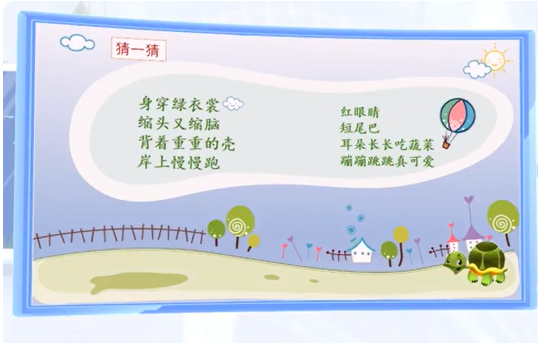 猜一猜
身穿绿衣裳
缩头又缩脑
背着重重的壳
岸上慢慢跑
红眼睛
短尾巴
耳朵长长吃蔬菜
蹦蹦跳跳真可爱